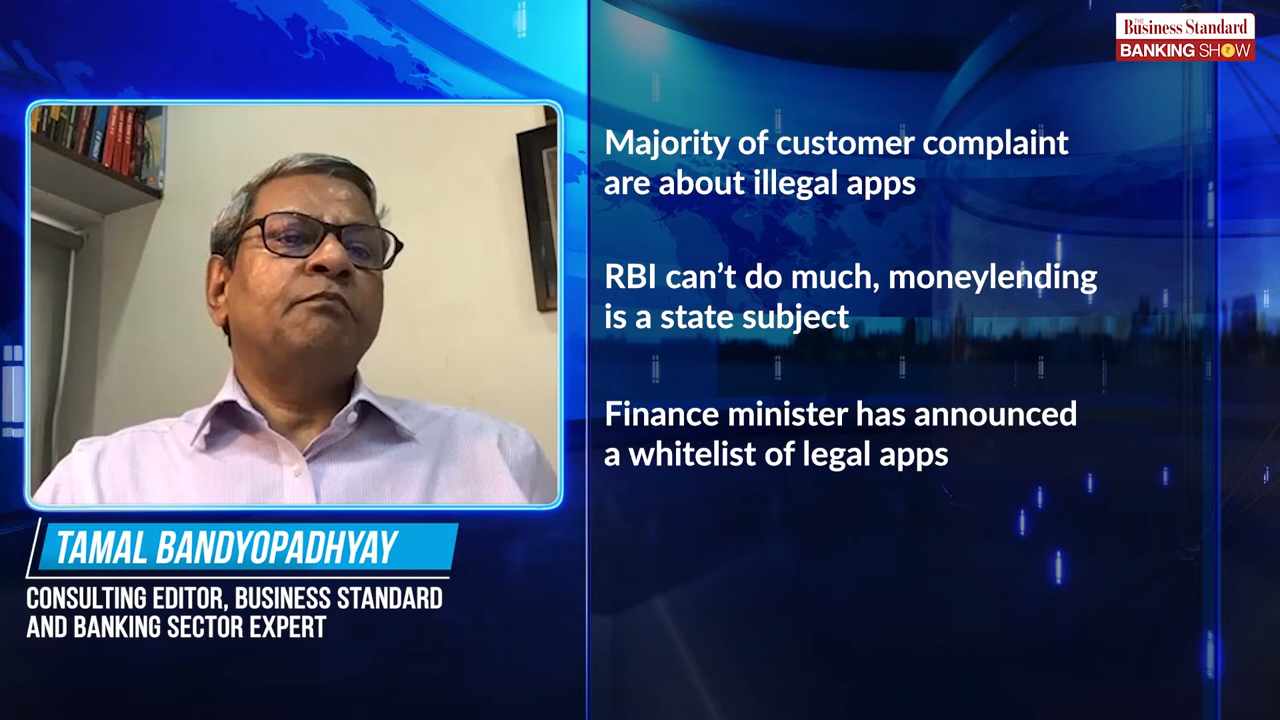 THE
Business Standard
BANKING SHOW
Majority of customer complaint
are about illegal apps
RBI can't do much, moneylending
is a state subject
Finance minister has announced
a whitelist of legal apps
TAMAL BANDYOPADHYAY
CONSULTING EDITOR, BUSINESS STANDARD
AND BANKING SECTOR EXPERT